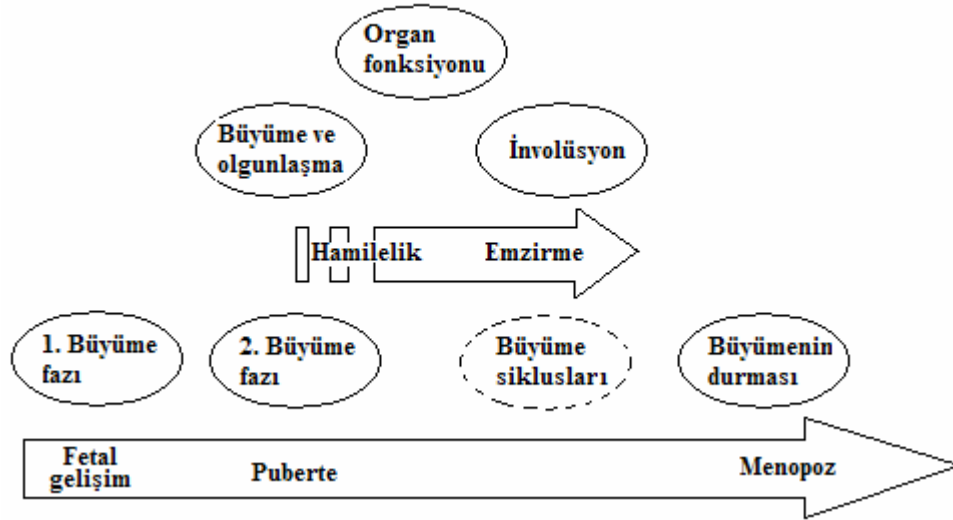 Organ
fonksiyonu
Büyüme ve
olgunlaşma
İnvolüsyon
Hamilelik
Emzirme
1. Büyüme
fazı
2. Büyüme
fazı
Büyüme
siklusları
Büyümenin
durması
Fetal
gelişim
Puberte
Menopoz